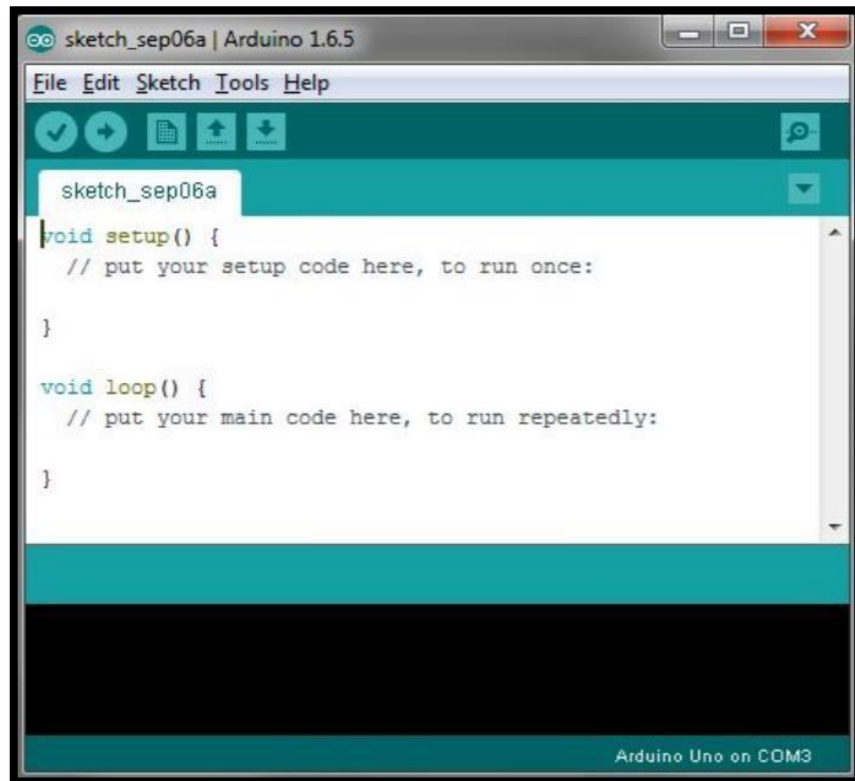 sketch_sep06a | Arduino 1.6.5
File Edit Sketch Tools Help
sketch_sep06a
void setup() {
  // put your setup code here, to run once:
}
void loop() {
  // put your main code here, to run repeatedly:
}
Arduino Uno on COM3